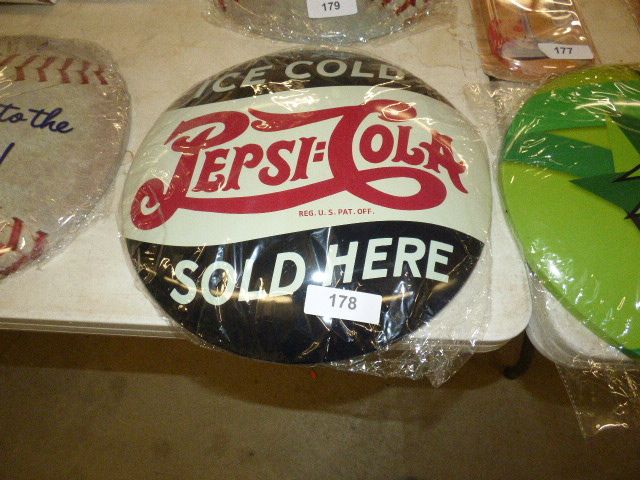 179
177
to the
ICE COLD
PEPSI=COLA
REG. U. S. PAT. OFF.
SOLD HERE
178